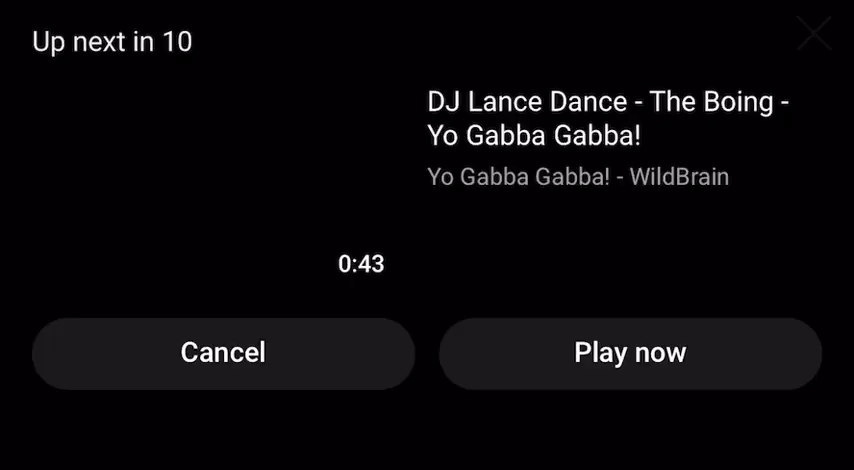 Up next in 10
DJ Lance Dance - The Boing -
Yo Gabba Gabba!
Yo Gabba Gabba! - WildBrain
0:43
Cancel
Play now